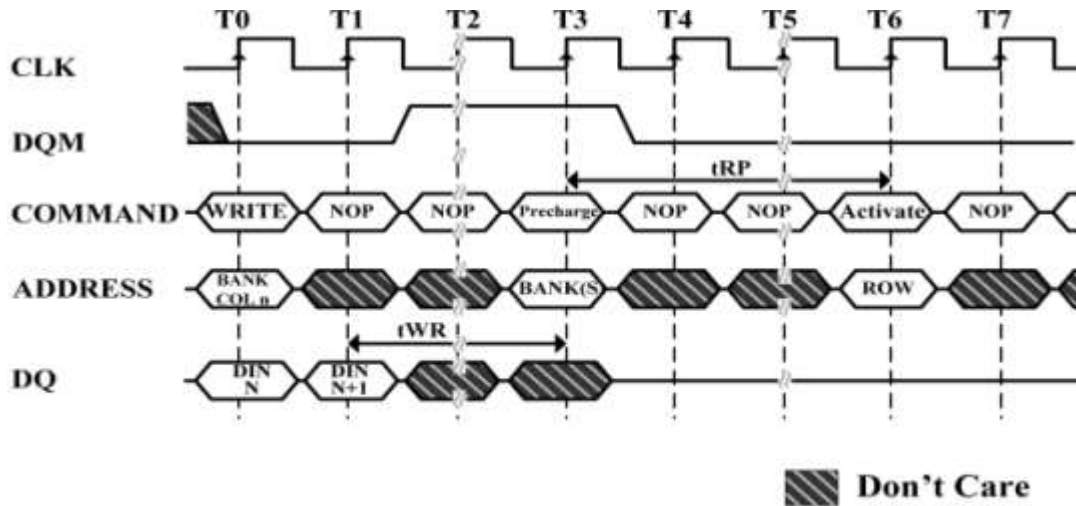 T0 T1 T2 T3 T4 T5 T6 T7
CLK
DQM
tRP
COMMAND WRITE NOP NOP Precharge NOP NOP Activate NOP
ADDRESS BANK COL n BANK(S ROW
tWR
DQ DIN N DIN N+1
Don't Care